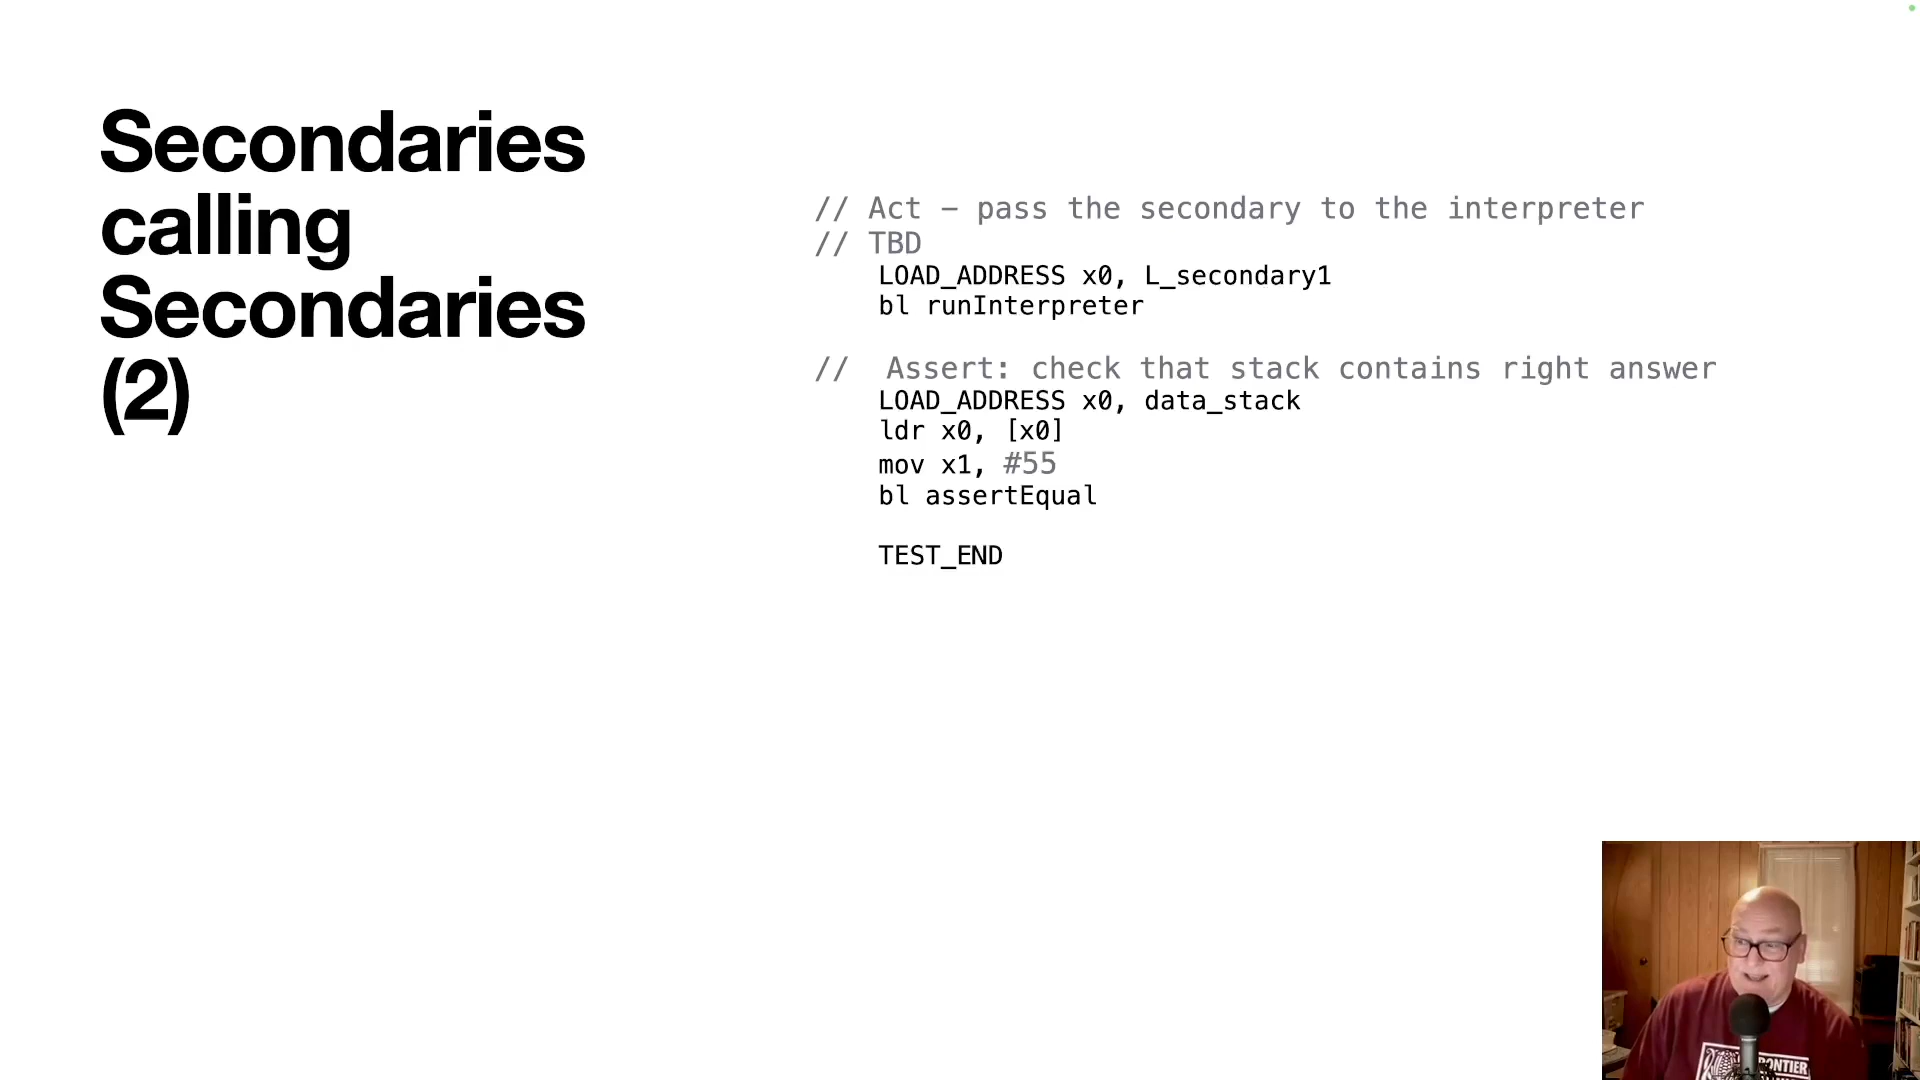 Secondaries
calling
Secondaries
(2)
// Act – pass the secondary to the interpreter
// TBD
LOAD_ADDRESS x0, L_secondary1
bl runInterpreter
//  Assert: check that stack contains right answer
LOAD_ADDRESS x0, data_stack
ldr x0, [x0]
mov x1, #55
bl assertEqual
TEST_END